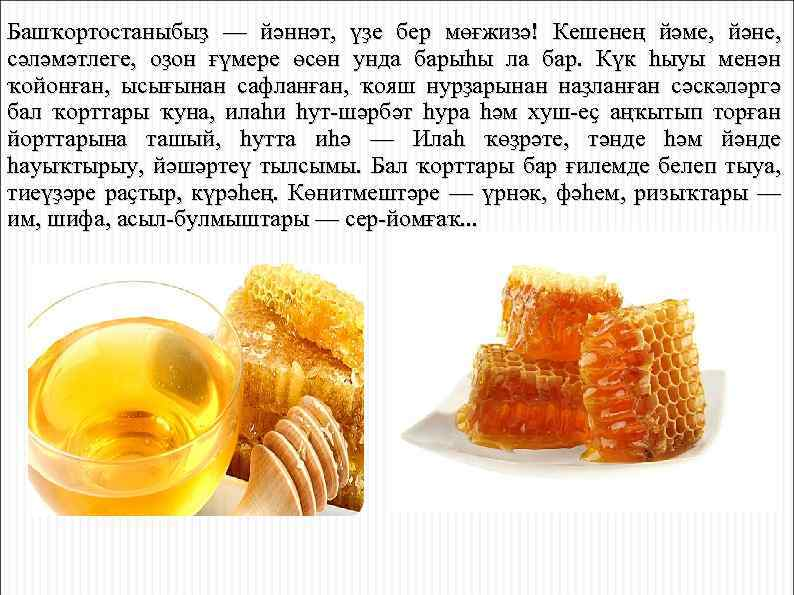 Башҡортостаныбыҙ — йәннәт, үҙе бер мөғжизә! Кешенең йәме, йәне,
сәләмәтлеге, оҙон ғүмере өсөн унда барыһы ла бар. Күк һыуы менән
ҡойонған, ысығынан сафланған, ҡояш нурҙарынан наҙланған сәскәләргә
бал ҡорттары ҡуна, илаһи һут-шәрбәт һура һәм хуш-еҫ аңҡытып торған
йорттарына ташый, һутта иһә — Илаһ ҡөҙрәте, тәнде һәм йәнде
һауыҡтырыу, йәшәртеү тылсымы. Бал ҡорттары бар ғилемде белеп тыуа,
тиеүҙәре раҫтыр, күрәһең. Көнитмештәре — үрнәк, фәһем, ризыҡтары —
им, шифа, асыл-булмыштары — сер-йомғаҡ...